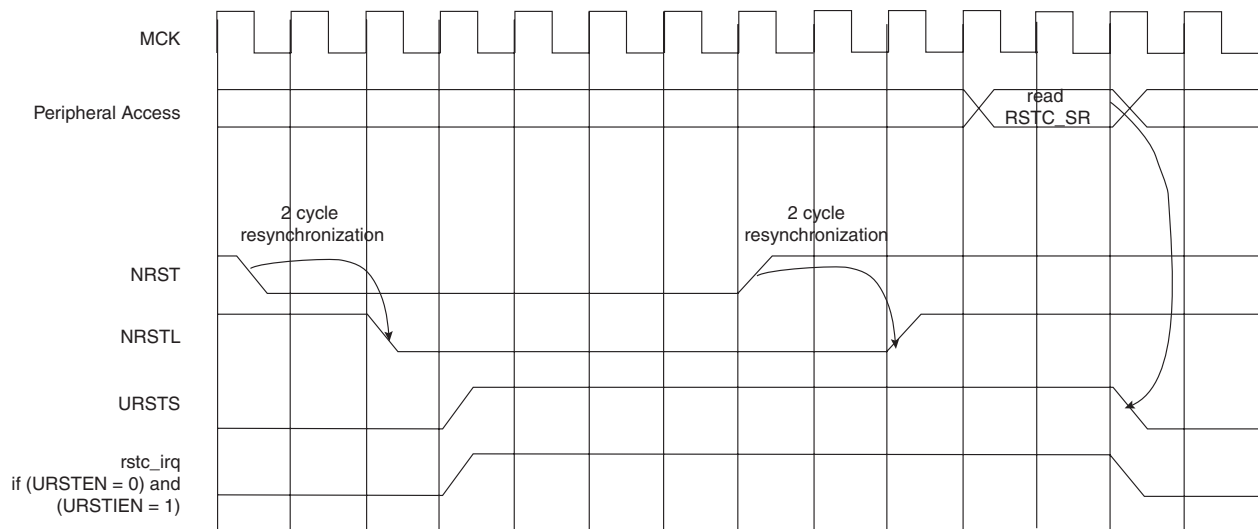 MCK
Peripheral Access
read
RSTC_SR
2 cycle
resynchronization
2 cycle
resynchronization
NRST
NRSTL
URSTS
rstc_irq
if (URSTEN = 0) and
(URSTIEN = 1)